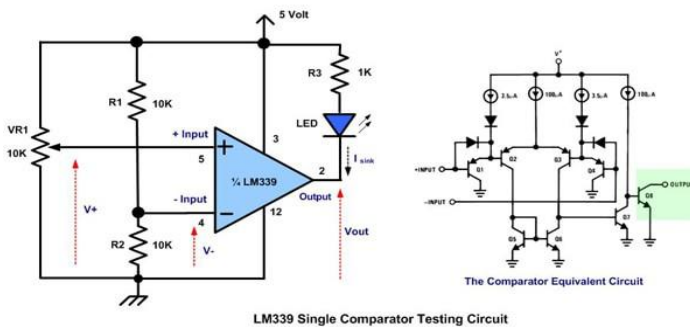 5 Volt
R3
1K
R1
10K
VR1
10K
LED
+ Input
3
5
¼ LM339
2
I sink
- Input
Output
4
12
V+
R2
10K
V-
Vout
V+
100µA
3.5µA
100µA
+INPUT
Q1
Q2
Q3
Q4
-INPUT
OUTPUT
Q8
Q7
Q5
Q6
The Comparator Equivalent Circuit
LM339 Single Comparator Testing Circuit